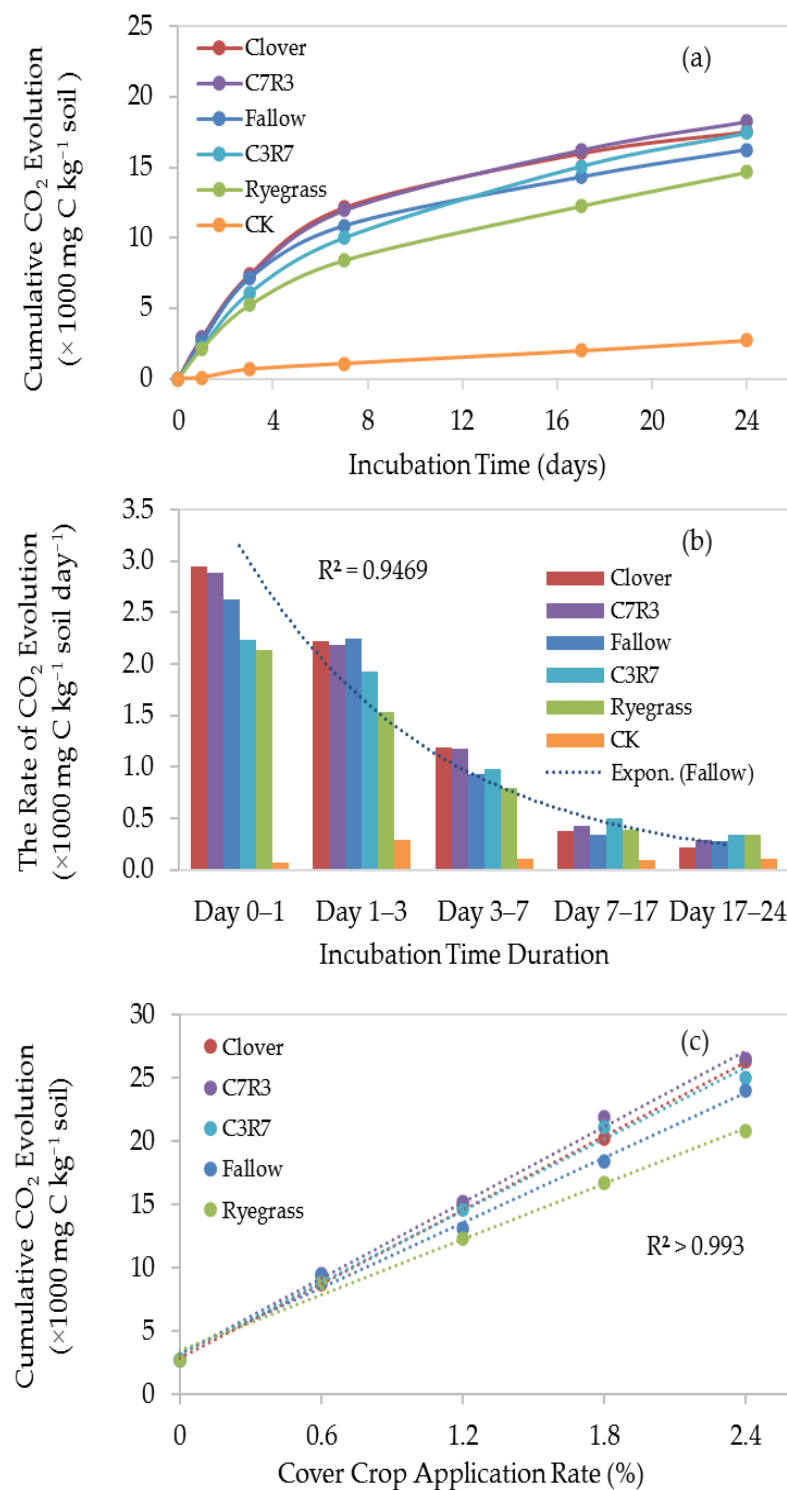 Cumulative CO₂ Evolution
(× 1000 mg C kg⁻¹ soil )
25
20
15
10
5
0
Clover
C7R3
Fallow
C3R7
Ryegrass
CK
(a)
0 4 8 12 16 20 24
Incubation Time (days)
The Rate of CO₂ Evolution
(×1000 mg C kg⁻¹ soil day⁻¹)
3.5
3.0
2.5
2.0
1.5
1.0
0.5
0.0
R² = 0.9469
(b)
Clover
C7R3
Fallow
C3R7
Ryegrass
CK
Expon. (Fallow)
Day 0–1 Day 1–3 Day 3–7 Day 7–17 Day 17–24
Incubation Time Duration
Cumulative CO₂ Evolution
(×1000 mg C kg⁻¹ soil)
30
25
20
15
10
5
0
Clover
C7R3
C3R7
Fallow
Ryegrass
(c)
R² > 0.993
0 0.6 1.2 1.8 2.4
Cover Crop Application Rate (%)